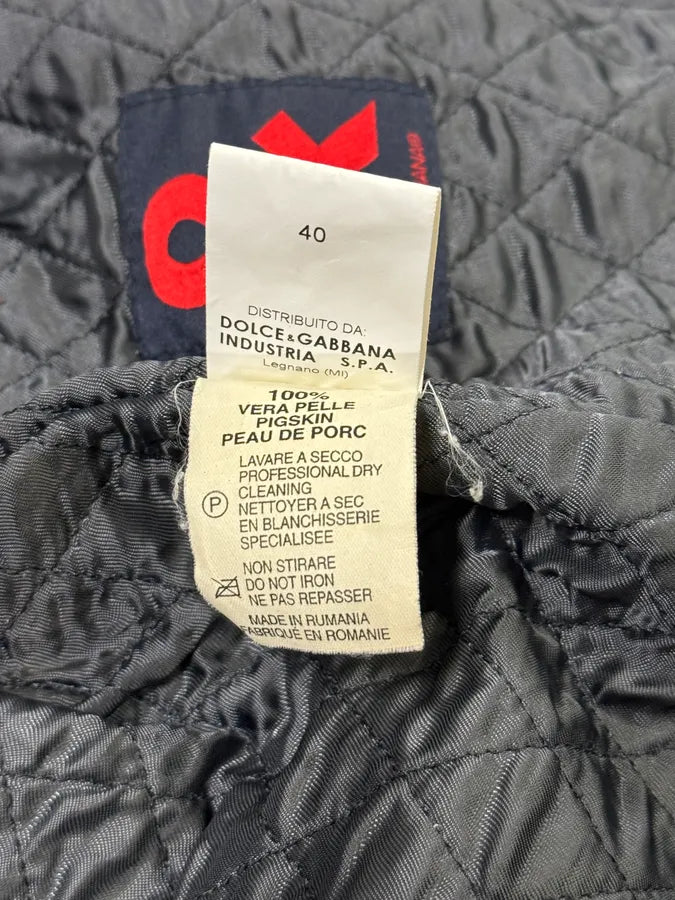 40
DISTRIBUITO DA:
DOLCE&GABBANA
INDUSTRIA S.P.A.
Legnano (MI)
100%
VERA PELLE
PIGSKIN
PEAU DE PORC
LAVARE A SECCO
PROFESSIONAL DRY
CLEANING
P NETTOYER A SEC
EN BLANCHISSERIE
SPECIALISEE
NON STIRARE
DO NOT IRON
NE PAS REPASSER
MADE IN RUMANIA
FABRIQUÉ EN ROMANIE